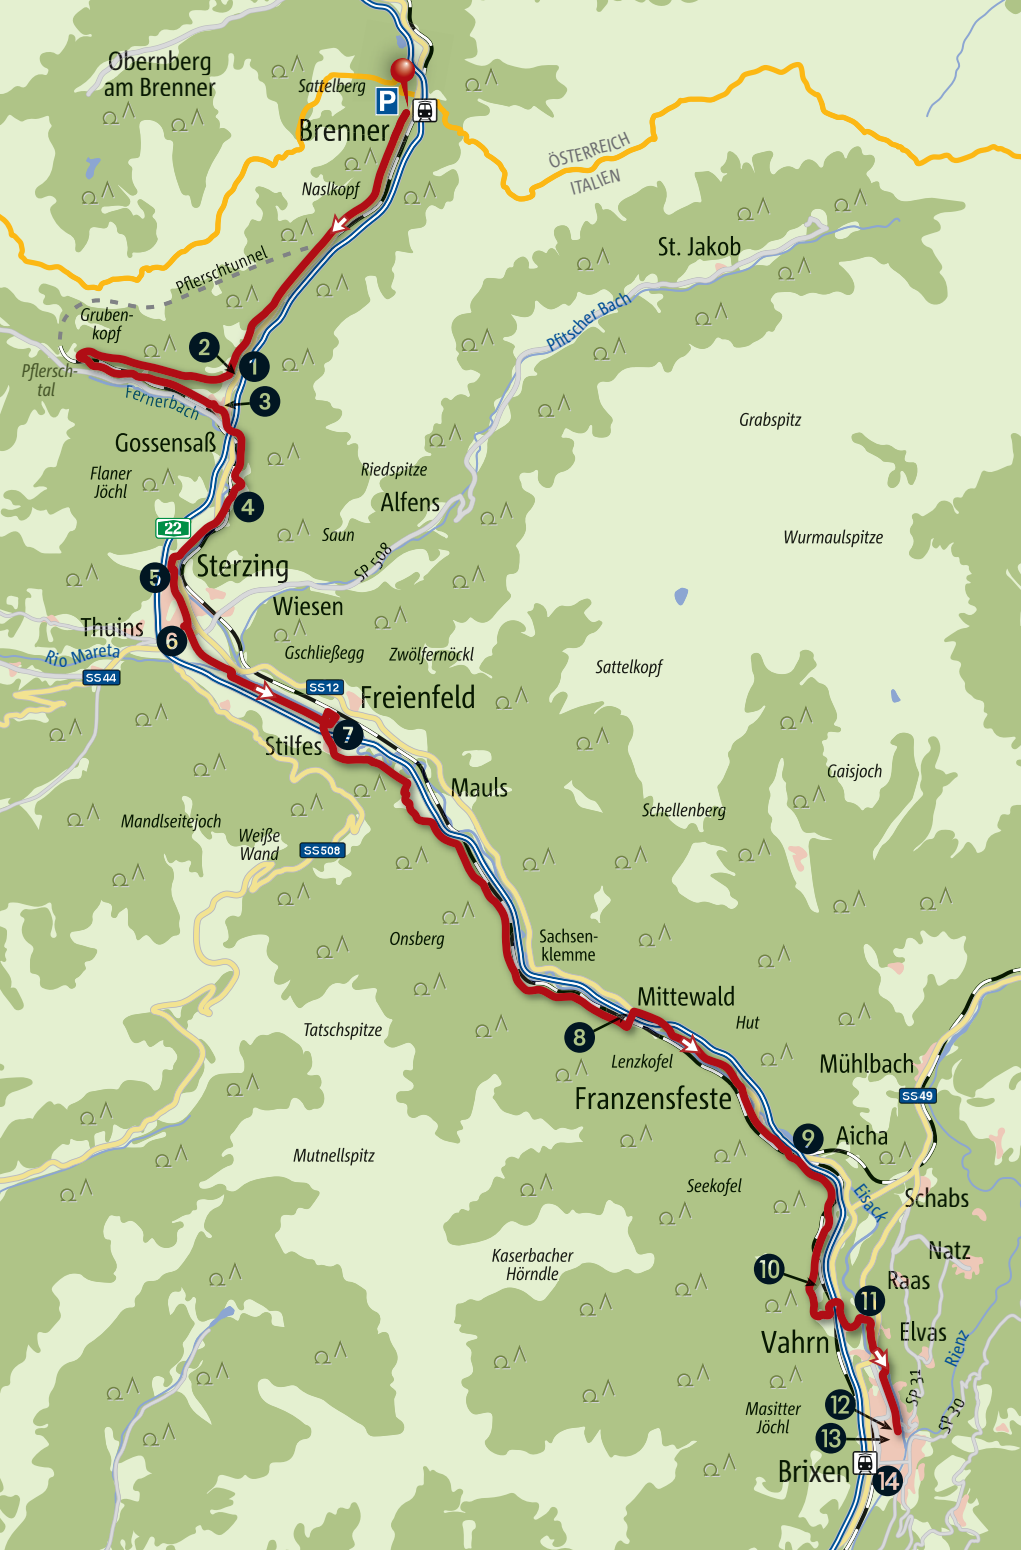 Obernberg
am Brenner
Sattelberg
P
Brenner
ÖSTERREICH
ITALIEN
Naslkopf
St. Jakob
Pflerschtunnel
Pfitscher Bach
Gruben-
kopf
2
1
Pflersch-
tal
Fernerbach
3
Grabspitz
Gossensaß
Riedspitze
Flaner
Jöchl
Alfens
4
22
Saun
Wurmaulspitze
Sterzing
SP 508
5
Wiesen
Thuins
6
Gschließegg
Zwölfernöckl
Rio Mareta
Sattelkopf
SS44
SS12
Freienfeld
7
Stilfes
Gaisjoch
Mauls
Schellenberg
Mandlseitejoch
Weiße
Wand
SS508
Onsberg
Sachsen-
klemme
Mittewald
Tatschspitze
Hut
8
Lenzkofel
Mühlbach
Franzensfeste
SS49
9
Aicha
Mutnellspitz
Seekofel
Eisack
Schabs
Kaserbacher
Hörndle
Natz
10
Raas
11
Vahrn
Elvas
Rienz
SP 31
12
Masitter
Jöchl
SP 30
13
Brixen
14